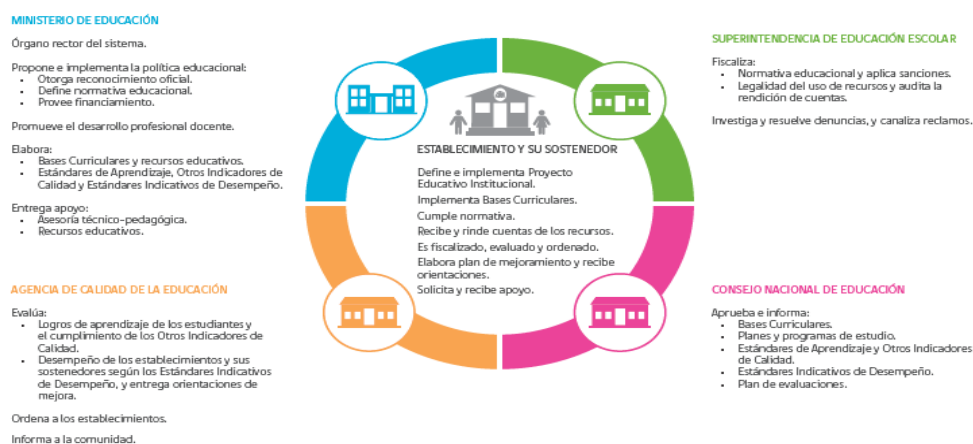 MINISTERIO DE EDUCACIÓN
Órgano rector del sistema.
Propone e implementa la política educacional:
• Otorga reconocimiento oficial.
• Define normativa educacional.
• Provee financiamiento.
Promueve el desarrollo profesional docente.
Elabora:
• Bases Curriculares y recursos educativos.
• Estándares de Aprendizaje, Otros Indicadores de
Calidad y Estándares Indicativos de Desempeño.
Entrega apoyo:
• Asesoría técnico-pedagógica.
• Recursos educativos.
SUPERINTENDENCIA DE EDUCACIÓN ESCOLAR
Fiscaliza:
• Normativa educacional y aplica sanciones.
• Legalidad del uso de recursos y audita la
rendición de cuentas.
Investiga y resuelve denuncias, y canaliza reclamos.
ESTABLECIMIENTO Y SU SOSTENEDOR
Define e implementa Proyecto
Educativo Institucional.
Implementa Bases Curriculares.
Cumple normativa.
Recibe y rinde cuentas de los recursos.
Es fiscalizado, evaluado y ordenado.
Elabora plan de mejoramiento y recibe
orientaciones.
Solicita y recibe apoyo.
AGENCIA DE CALIDAD DE LA EDUCACIÓN
Evalúa:
• Logros de aprendizaje de los estudiantes y
el cumplimiento de los Otros Indicadores de
Calidad.
• Desempeño de los establecimientos y sus
sostenedores según los Estándares Indicativos
de Desempeño, y entrega orientaciones de
mejora.
Ordena a los establecimientos.
Informa a la comunidad.
CONSEJO NACIONAL DE EDUCACIÓN
Aprueba e informa:
• Bases Curriculares.
• Planes y programas de estudio.
• Estándares de Aprendizaje y Otros Indicadores
de Calidad.
• Estándares Indicativos de Desempeño.
• Plan de evaluaciones.